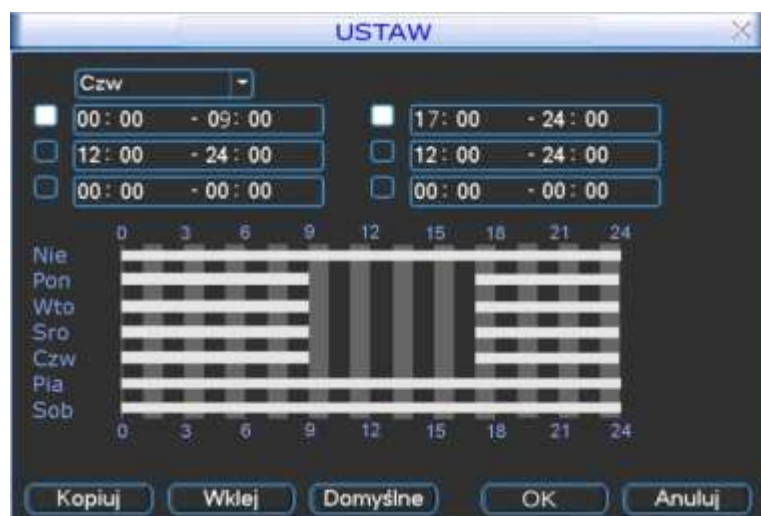 USTAW
Czw
00: 00 - 09: 00 17: 00 - 24: 00
12: 00 - 24: 00 12: 00 - 24: 00
00: 00 - 00: 00 00: 00 - 00: 00
0 3 6 9 12 15 18 21 24
Nie
Pon
Wto
Sro
Czw
Pia
Sob
0 3 6 9 12 15 18 21 24
Kopiuj Wklej Domyślne OK Anuluj